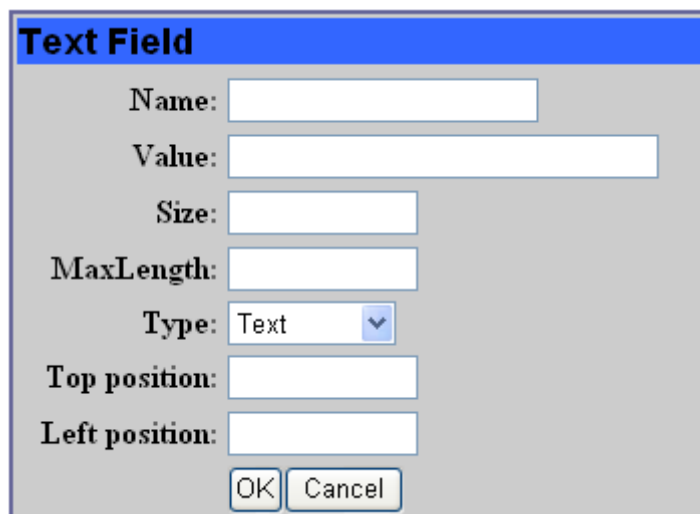 Text Field
Name:
Value:
Size:
MaxLength:
Type: Text
Top position:
Left position:
OK Cancel